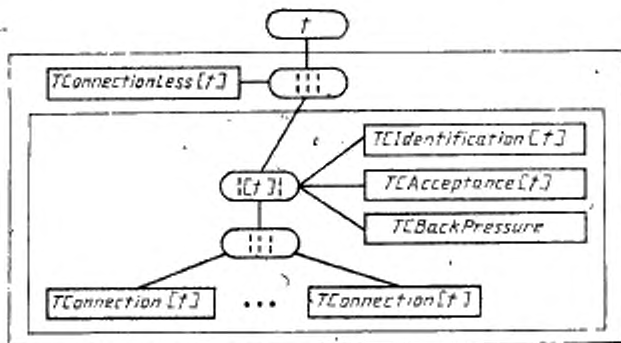 t
TConnectionLess[t]
|||
TCIdentification[t]
|[t]|
TCAcceptance[t]
TCBackPressure
|||
TConnection[t] ... TConnection[t]